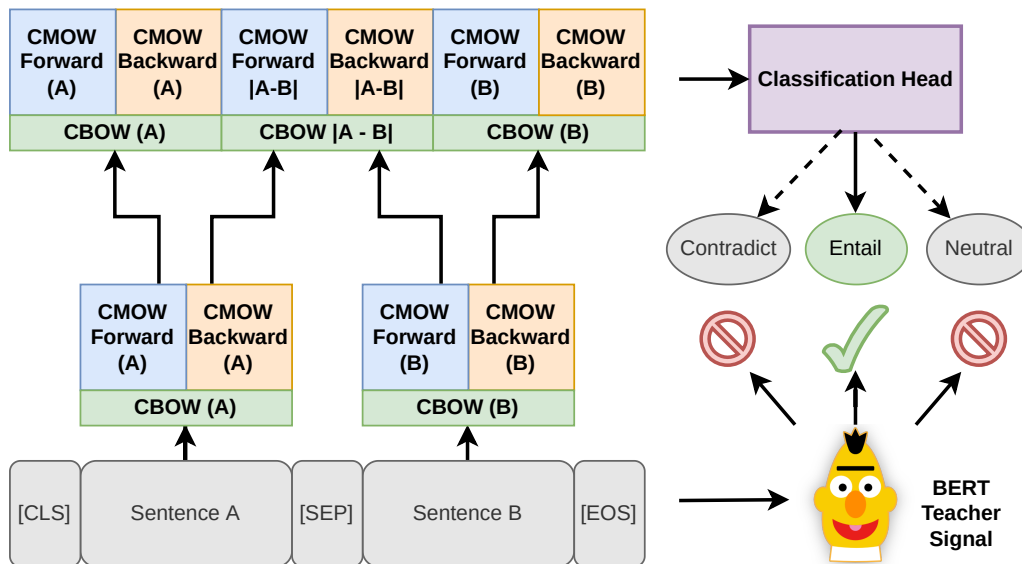 CMOW
Forward
(A)
CMOW
Backward
(A)
CMOW
Forward
|A-B|
CMOW
Backward
|A-B|
CMOW
Forward
(B)
CMOW
Backward
(B)
CBOW (A)
CBOW |A - B|
CBOW (B)
Classification Head
Contradict
Entail
Neutral
CMOW
Forward
(A)
CMOW
Backward
(A)
CBOW (A)
CMOW
Forward
(B)
CMOW
Backward
(B)
CBOW (B)
[CLS]
Sentence A
[SEP]
Sentence B
[EOS]
BERT
Teacher
Signal